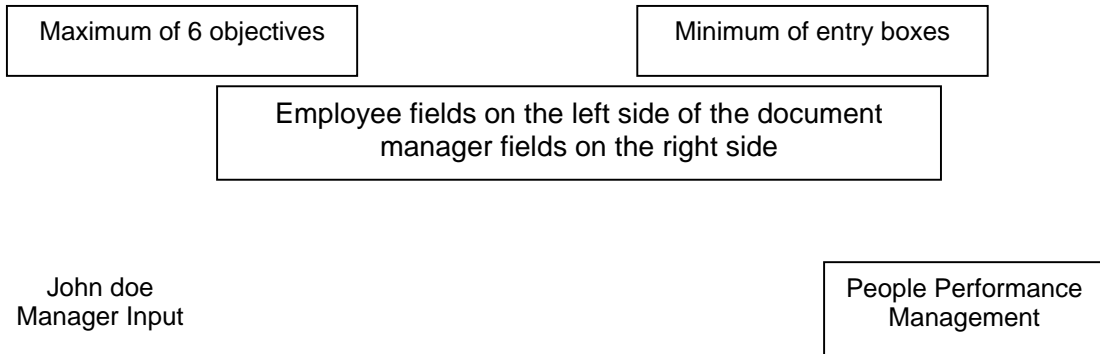 Maximum of 6 objectives
Minimum of entry boxes
Employee fields on the left side of the document
manager fields on the right side
John doe
Manager Input
People Performance
Management